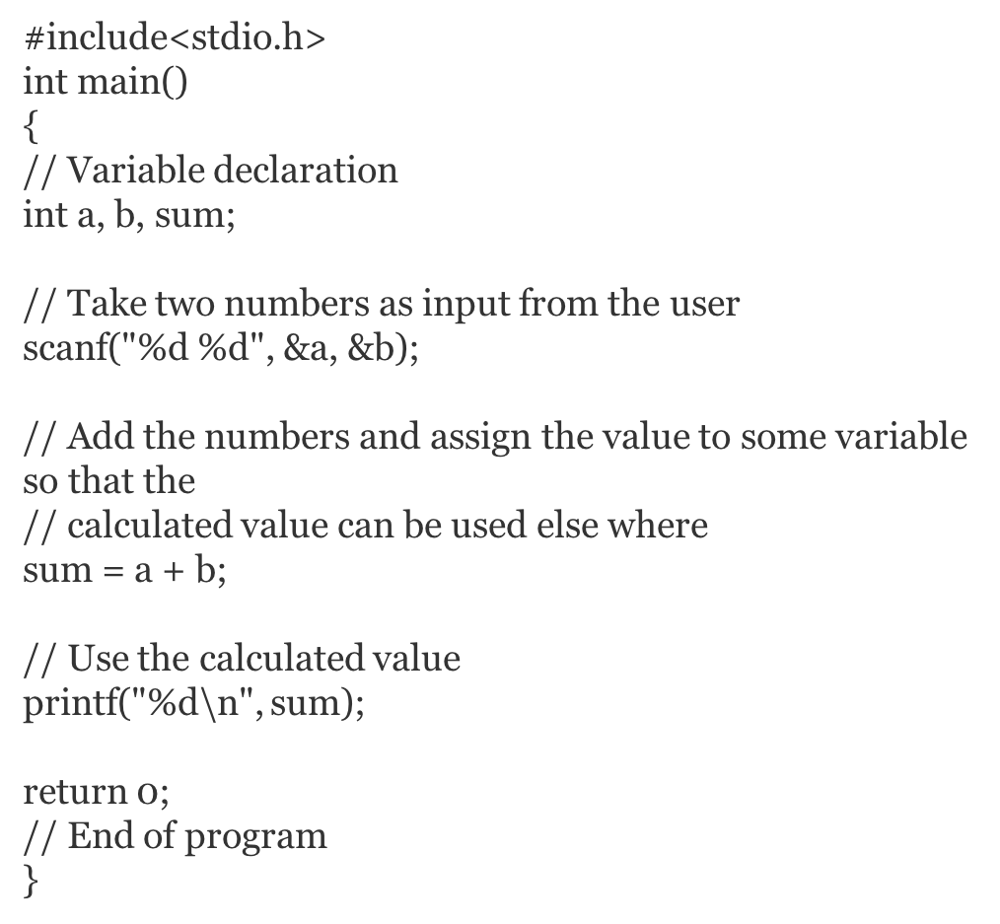 #include<stdio.h>
int main()
{
// Variable declaration
int a, b, sum;
// Take two numbers as input from the user
scanf("%d %d", &a, &b);
// Add the numbers and assign the value to some variable
so that the
// calculated value can be used else where
sum = a + b;
// Use the calculated value
printf("%d\n", sum);
return 0;
// End of program
}